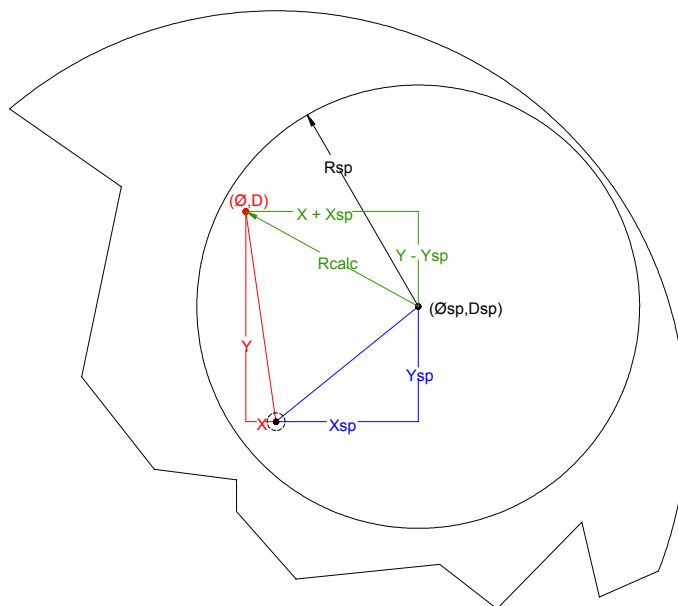 Rsp
(Ø,D)
X + Xsp
Y - Ysp
Rcalc
(Øsp,Dsp)
Y
Ysp
X
Xsp